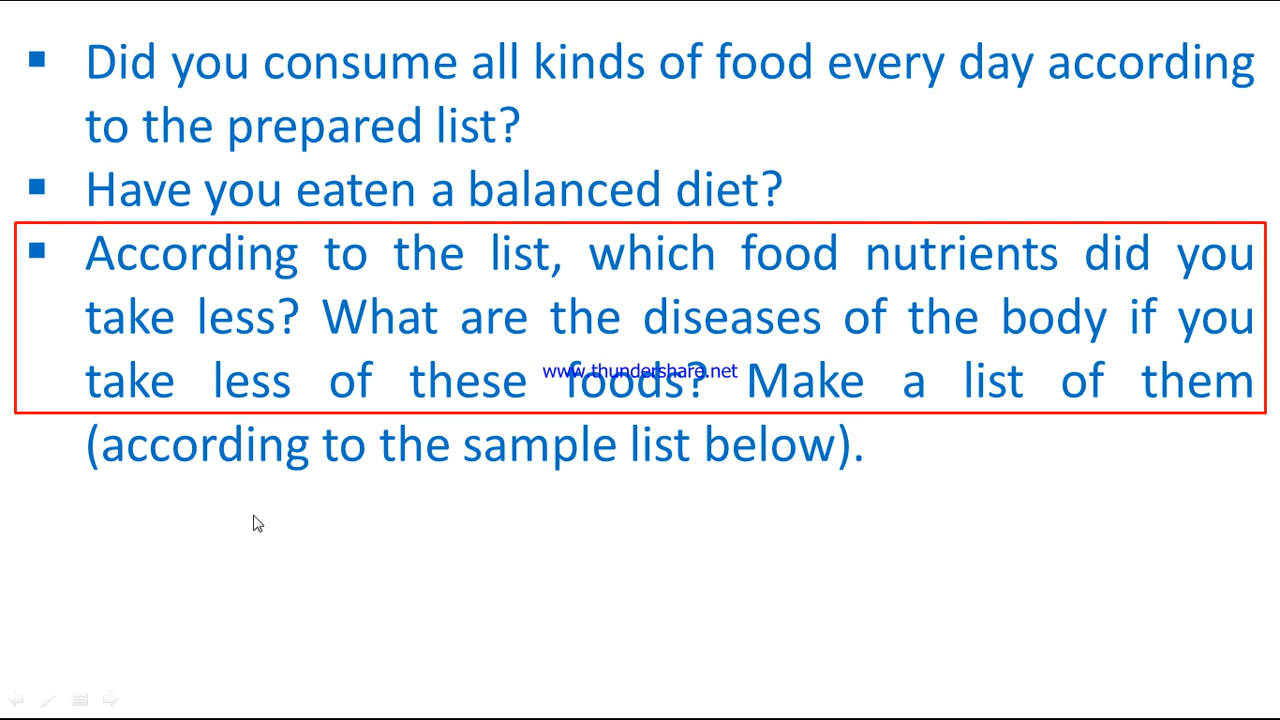 ▪ Did you consume all kinds of food every day according
to the prepared list?
▪ Have you eaten a balanced diet?
▪ According to the list, which food nutrients did you
take less? What are the diseases of the body if you
take less of these foods? Make a list of them
www.thundershare.net
(according to the sample list below).